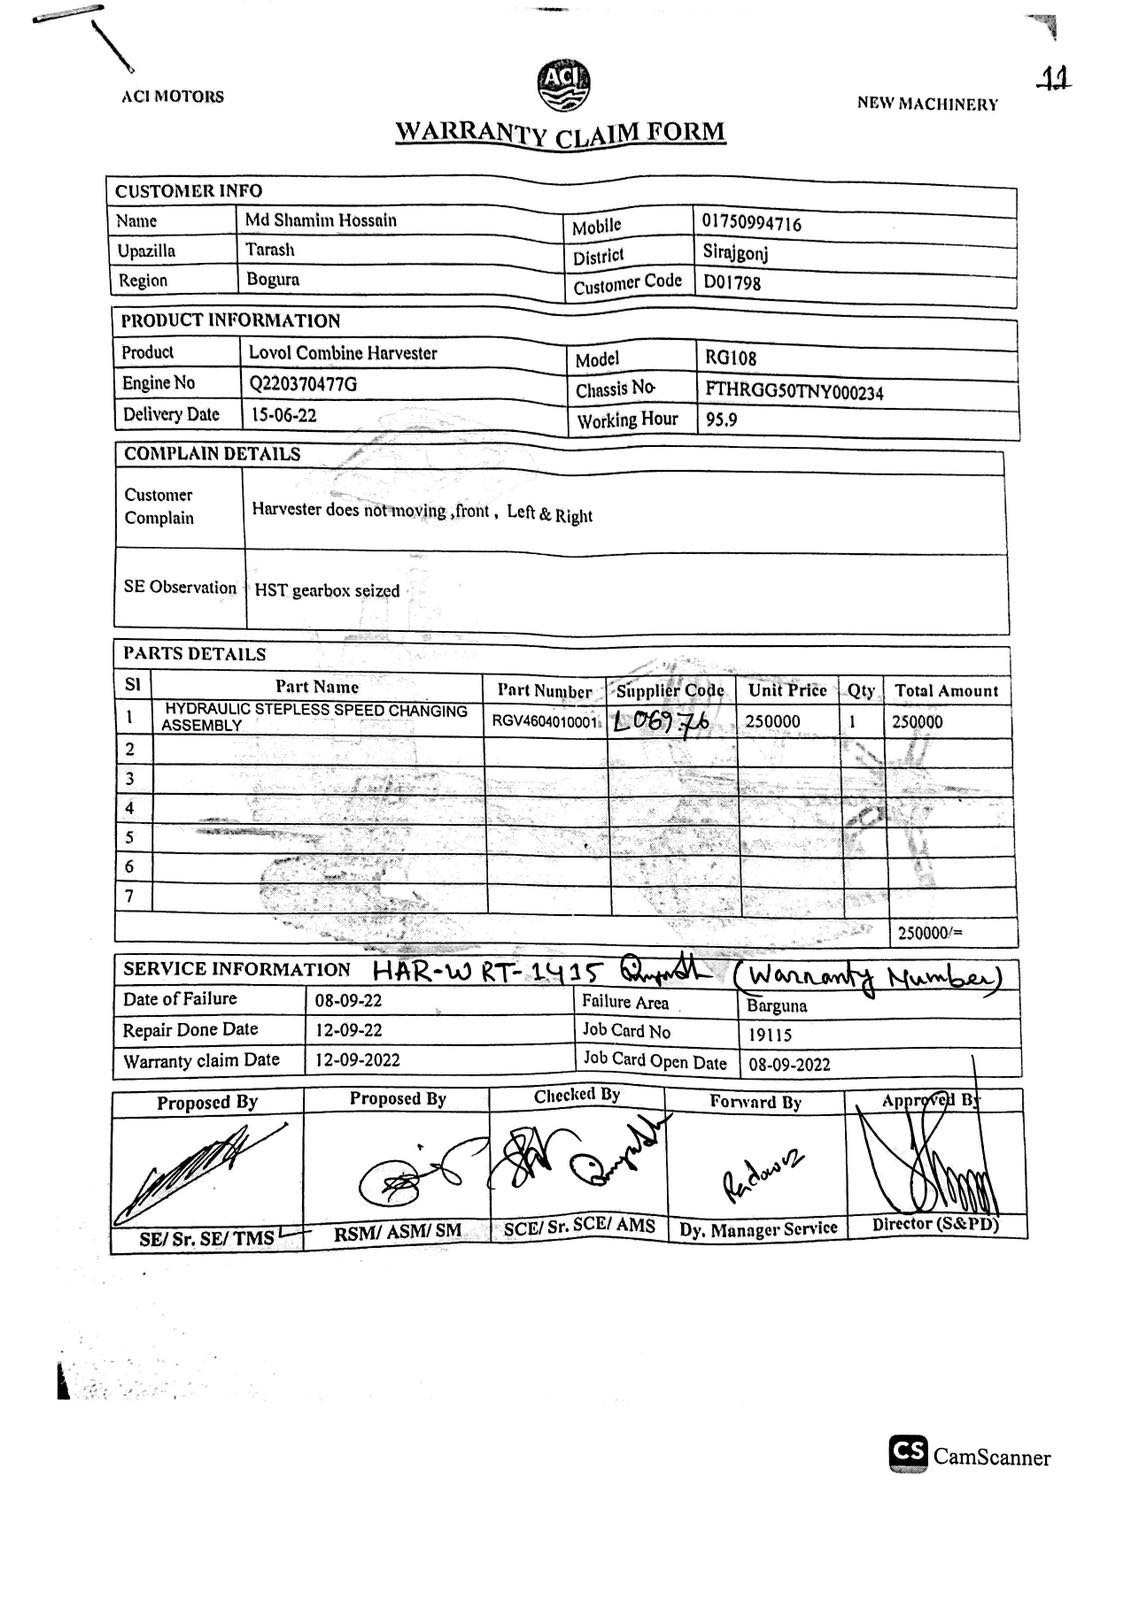 11
ACI MOTORS
ACI
NEW MACHINERY
WARRANTY CLAIM FORM
CUSTOMER INFO
Name Md Shamim Hossain Mobile 01750994716
Upazilla Tarash District Sirajgonj
Region Bogura Customer Code D01798
PRODUCT INFORMATION
Product Lovol Combine Harvester Model RG108
Engine No Q220370477G Chassis No FTHRGG50TNY000234
Delivery Date 15-06-22 Working Hour 95.9
COMPLAIN DETAILS
Customer Complain Harvester does not moving ,front , Left & Right
SE Observation HST gearbox seized
PARTS DETAILS
Sl Part Name Part Number Supplier Code Unit Price Qty Total Amount
1 HYDRAULIC STEPLESS SPEED CHANGING ASSEMBLY RGV4604010001 L06976 250000 1 250000
2
3
4
5
6
7
250000/=
SERVICE INFORMATION HAR-WRT-1415 (Warranty Number)
Date of Failure 08-09-22 Failure Area Barguna
Repair Done Date 12-09-22 Job Card No 19115
Warranty claim Date 12-09-2022 Job Card Open Date 08-09-2022
Proposed By Proposed By Checked By Forward By Approved By
SE/ Sr. SE/ TMS RSM/ ASM/ SM SCE/ Sr. SCE/ AMS Dy. Manager Service Director (S&PD)
CS CamScanner